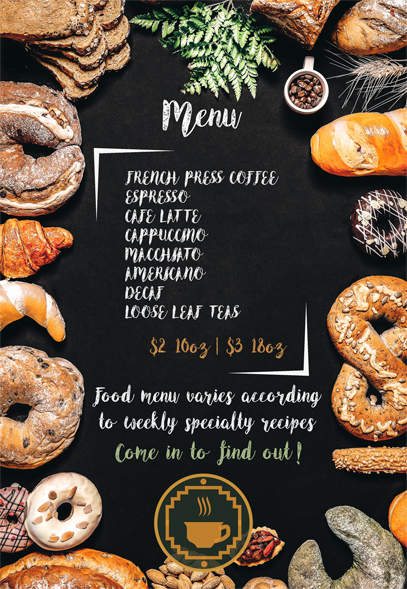 Menu
FRENCH PRESS COFFEE
ESPRESSO
CAFE LATTE
CAPPUCCINO
MACCHIATO
AMERICANO
DECAF
LOOSE LEAF TEAS
$2 10oz | $3 18oz
Food menu varies according
to weekly specialty recipes
Come in to find out!